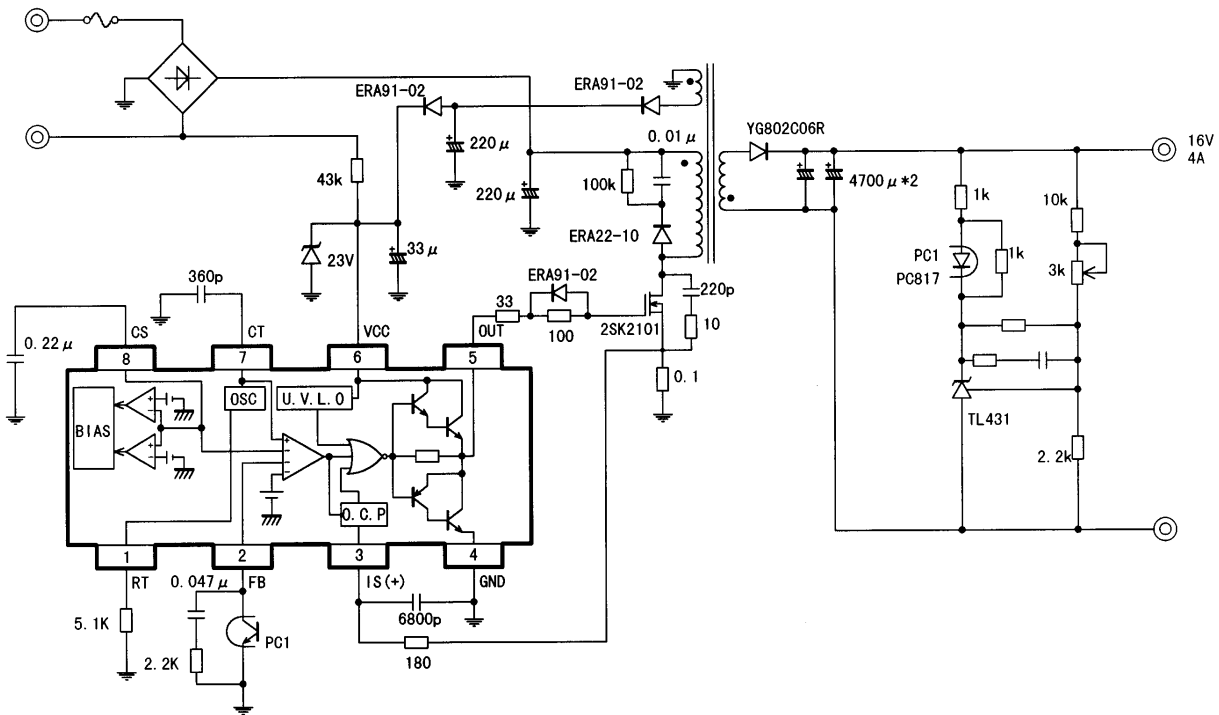 ERA91-02
ERA91-02
YG802C06R
16V
4A
0.01μ
220μ
43k
100k
220μ
4700μ*2
1k
10k
ERA22-10
23V
33μ
PC1
PC817
1k
3k
360p
ERA91-02
220p
33
100
2SK2101
10
CS
CT
VCC
OUT
0.22μ
8
7
6
5
0.1
OSC
U.V.L.O
TL431
BIAS
2.2k
O.C.P
1
2
3
4
RT
0.047μ
FB
IS(+)
GND
5.1K
6800p
PC1
2.2K
180